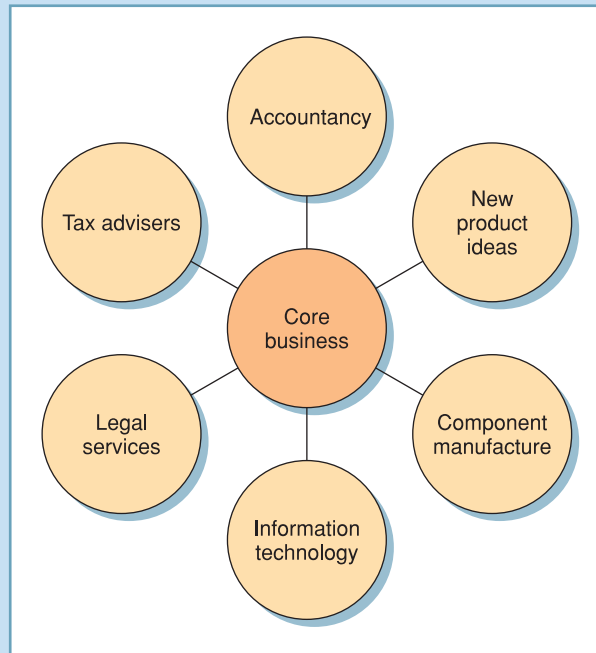 Accountancy
New
product
ideas
Tax advisers
Core
business
Component
manufacture
Legal
services
Information
technology